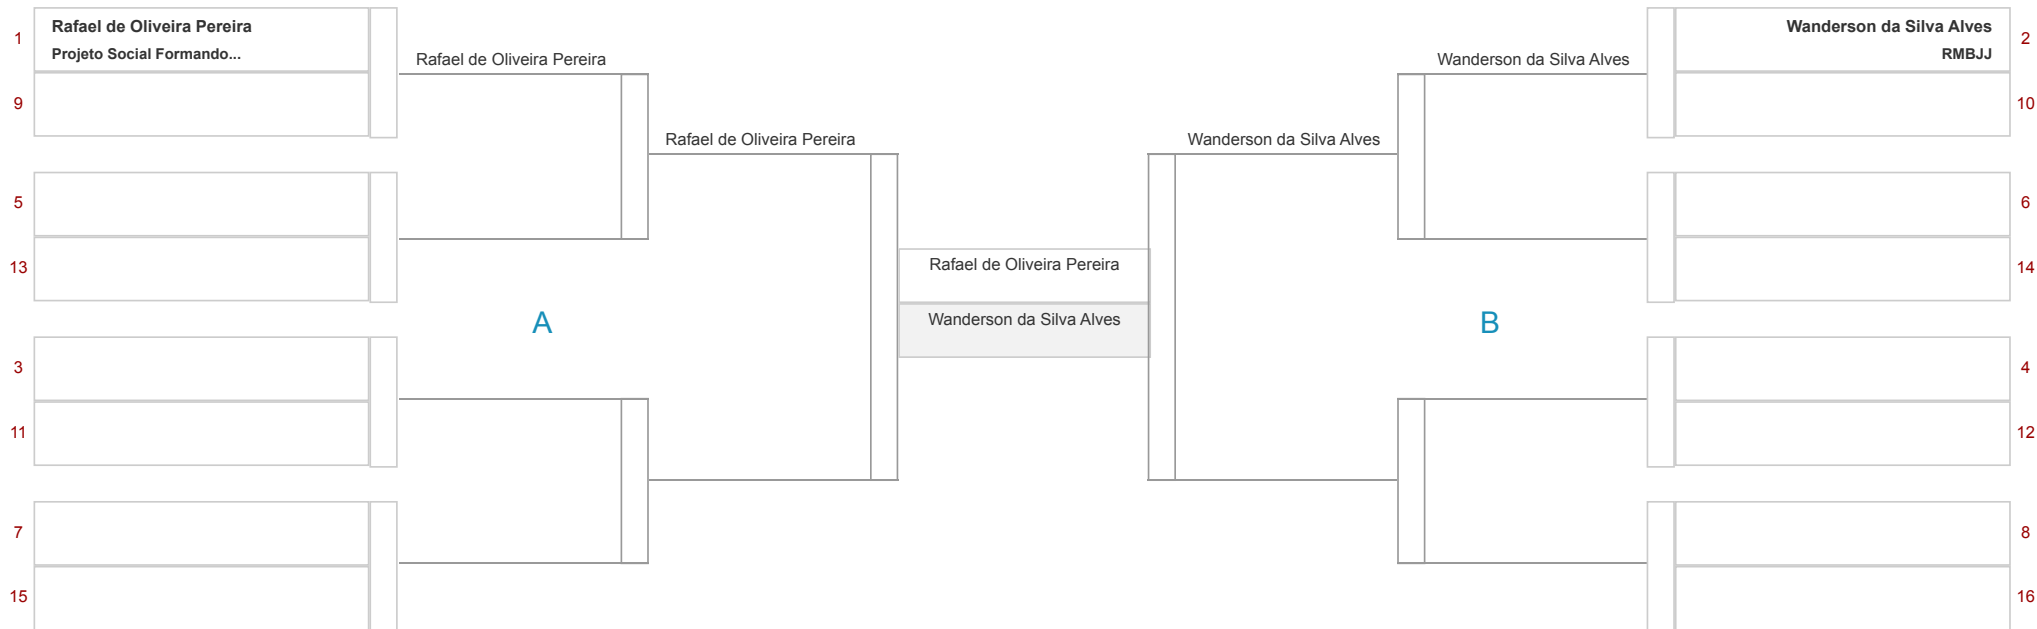 1
Rafael de Oliveira Pereira
Projeto Social Formando...
9
5
13
3
11
7
15
Rafael de Oliveira Pereira
Rafael de Oliveira Pereira
A
Rafael de Oliveira Pereira
Wanderson da Silva Alves
Wanderson da Silva Alves
Wanderson da Silva Alves
B
Wanderson da Silva Alves
RMBJJ
2
10
6
14
4
12
8
16